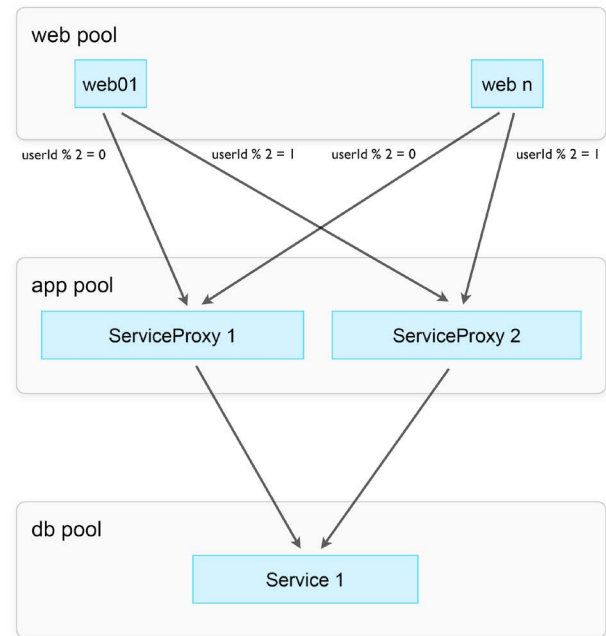 web pool
web01
web n
userId % 2 = 0
userId % 2 = 1
userId % 2 = 0
userId % 2 = 1
app pool
ServiceProxy 1
ServiceProxy 2
db pool
Service 1